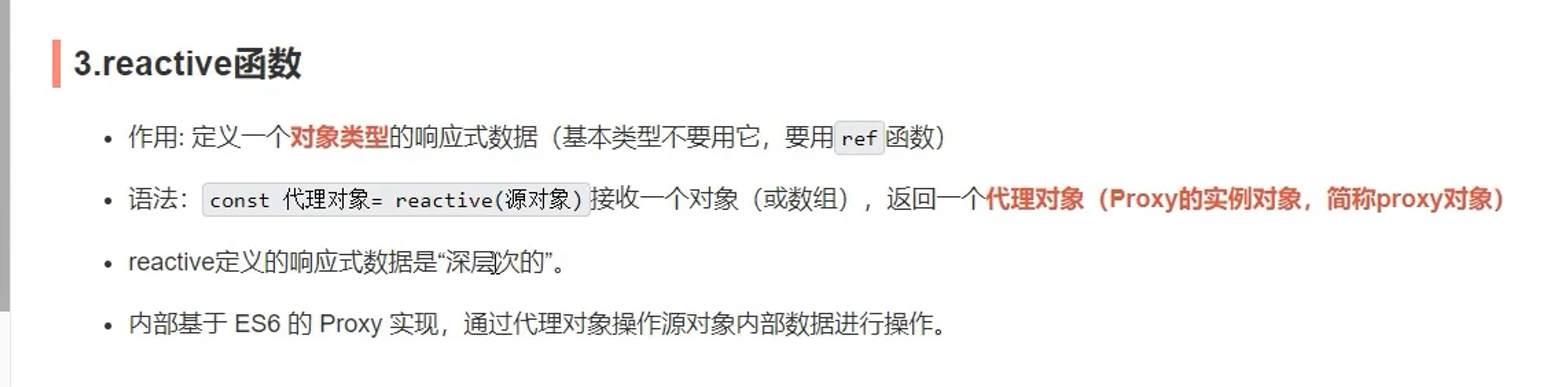 3.reactive函数
作用: 定义一个对象类型的响应式数据（基本类型不要用它，要用ref函数）
语法：const 代理对象= reactive(源对象)接收一个对象（或数组），返回一个代理对象（Proxy的实例对象，简称proxy对象）
reactive定义的响应式数据是“深层次的”。
内部基于 ES6 的 Proxy 实现，通过代理对象操作源对象内部数据进行操作。